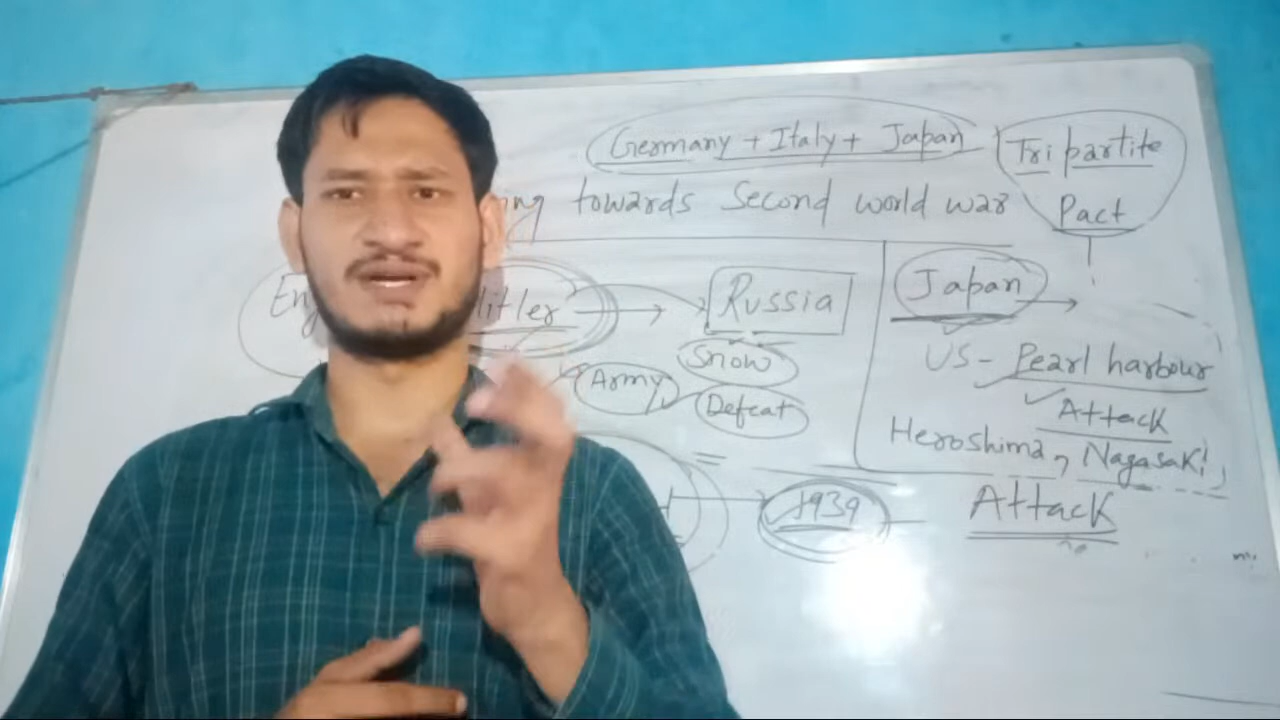 Germany + Italy + Japan
Tripartite
Pact
towards Second world war
Hitler
Russia
Japan
Snow
Army
Defeat
US - Pearl harbour
Attack
Heroshima, Nagasaki
1939
Attack